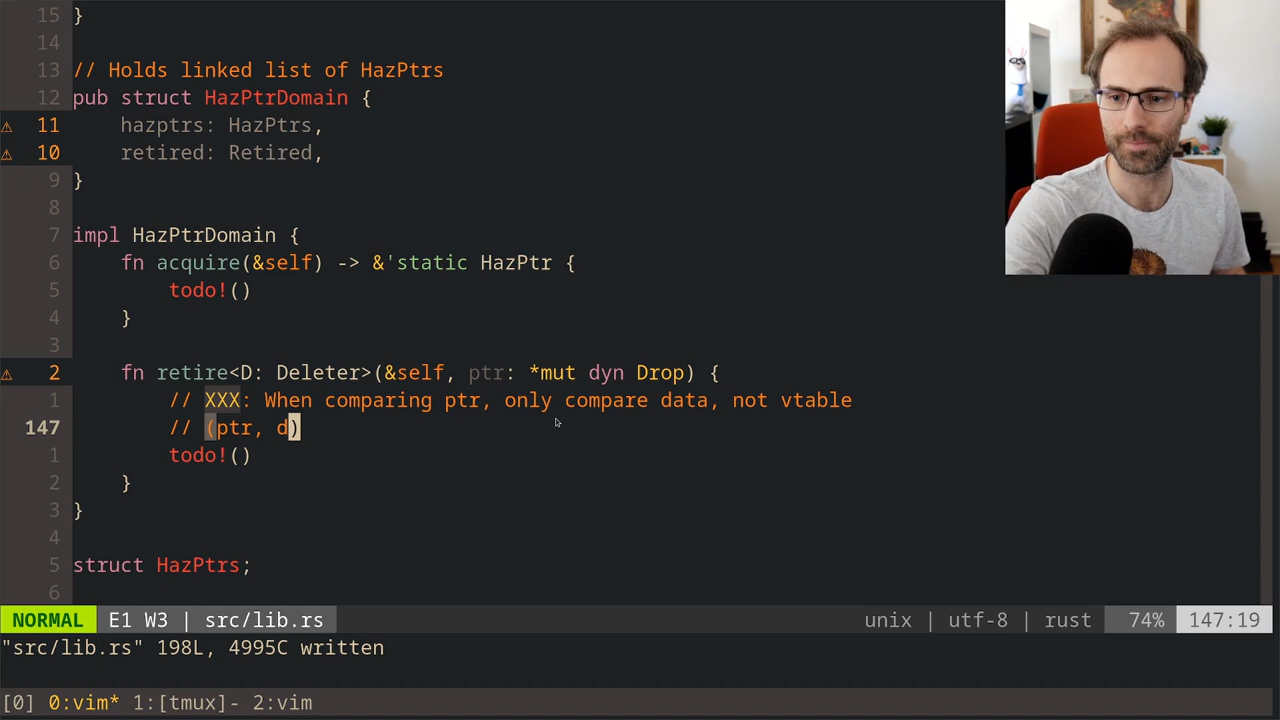 15 }
14
13 // Holds linked list of HazPtrs
12 pub struct HazPtrDomain {
⚠ 11     hazptrs: HazPtrs,
⚠ 10     retired: Retired,
9 }
8
7 impl HazPtrDomain {
6     fn acquire(&self) -> &'static HazPtr {
5         todo!()
4     }
3
⚠ 2     fn retire<D: Deleter>(&self, ptr: *mut dyn Drop) {
1         // XXX: When comparing ptr, only compare data, not vtable
147         // (ptr, d)
1         todo!()
2     }
3 }
4
5 struct HazPtrs;
6
NORMAL E1 W3 | src/lib.rs unix | utf-8 | rust 74% 147:19
"src/lib.rs" 198L, 4995C written
[0] 0:vim* 1:[tmux]- 2:vim